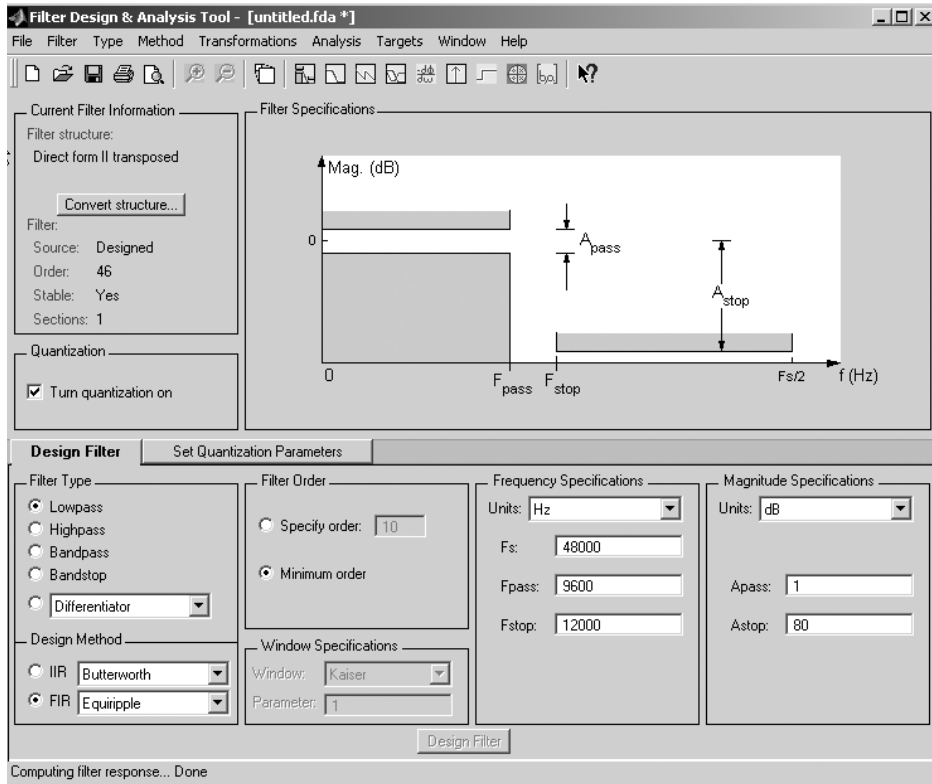 Filter Design & Analysis Tool - [untitled.fda *]
File Filter Type Method Transformations Analysis Targets Window Help
Current Filter Information
Filter structure:
Direct form II transposed
Convert structure...
Filter:
Source: Designed
Order: 46
Stable: Yes
Sections: 1
Quantization
Turn quantization on
Filter Specifications
Mag. (dB)
0
Apass
Astop
0
Fpass
Fstop
Fs/2
f (Hz)
Design Filter
Set Quantization Parameters
Filter Type
Lowpass
Highpass
Bandpass
Bandstop
Differentiator
Design Method
IIR Butterworth
FIR Equiripple
Filter Order
Specify order: 10
Minimum order
Window Specifications
Window: Kaiser
Parameter: 1
Frequency Specifications
Units: Hz
Fs: 48000
Fpass: 9600
Fstop: 12000
Magnitude Specifications
Units: dB
Apass: 1
Astop: 80
Design Filter
Computing filter response... Done